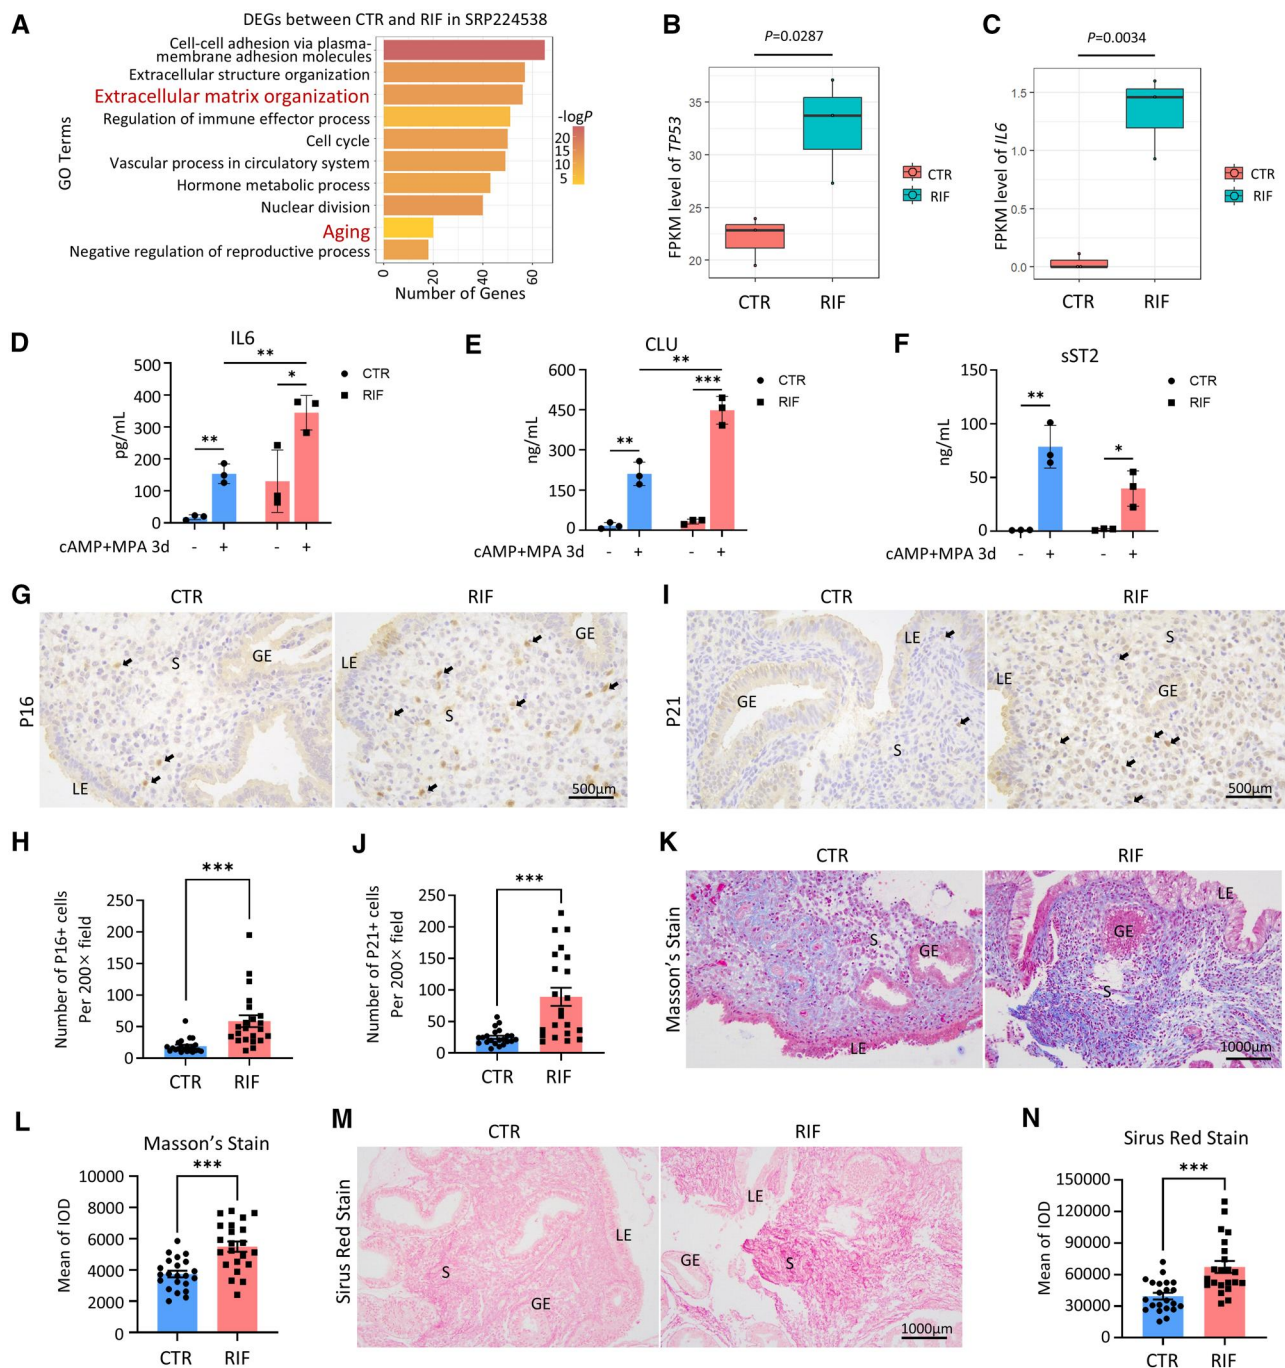 A
DEGs between CTR and RIF in SRP224538
GO Terms
Cell-cell adhesion via plasma-
membrane adhesion molecules
Extracellular structure organization
Extracellular matrix organization
Regulation of immune effector process
Cell cycle
Vascular process in circulatory system
Hormone metabolic process
Nuclear division
Aging
Negative regulation of reproductive process
0 20 40 60
Number of Genes
-logP
20
15
10
5
B
P=0.0287
FPKM level of TP53
35
30
25
20
CTR RIF
CTR
RIF
C
P=0.0034
FPKM level of IL6
1.5
1.0
0.5
0.0
CTR RIF
CTR
RIF
D
IL6
pg/mL
500
400
300
200
100
0
** * **
CTR
RIF
cAMP+MPA 3d - + - +
E
CLU
ng/mL
600
450
300
150
0
** *** **
CTR
RIF
cAMP+MPA 3d - + - +
F
sST2
ng/mL
150
100
50
0
** *
CTR
RIF
cAMP+MPA 3d - + - +
G
CTR RIF
P16
S GE LE
LE GE S
500μm
I
CTR RIF
P21
LE GE S
S LE GE
500μm
H
Number of P16+ cells
Per 200× field
250
200
150
100
50
0
***
CTR RIF
J
Number of P21+ cells
Per 200× field
250
200
150
100
50
0
***
CTR RIF
K
CTR RIF
Masson's Stain
S GE LE
LE GE S
1000μm
L
Masson's Stain
Mean of IOD
10000
8000
6000
4000
2000
0
***
CTR RIF
M
CTR RIF
Sirus Red Stain
LE S GE
LE GE S
1000μm
N
Sirus Red Stain
Mean of IOD
150000
120000
90000
60000
30000
0
***
CTR RIF